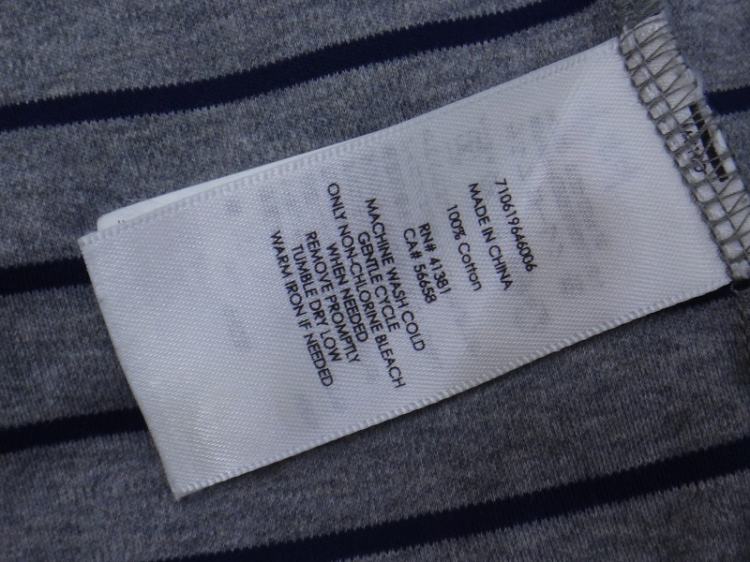 710619646006
MADE IN CHINA
100% Cotton
RN# 41381
CA# 56658
MACHINE WASH COLD
GENTLE CYCLE
WHEN NEEDED
ONLY NON-CHLORINE BLEACH
REMOVE PROMPTLY
TUMBLE DRY LOW
WARM IRON IF NEEDED